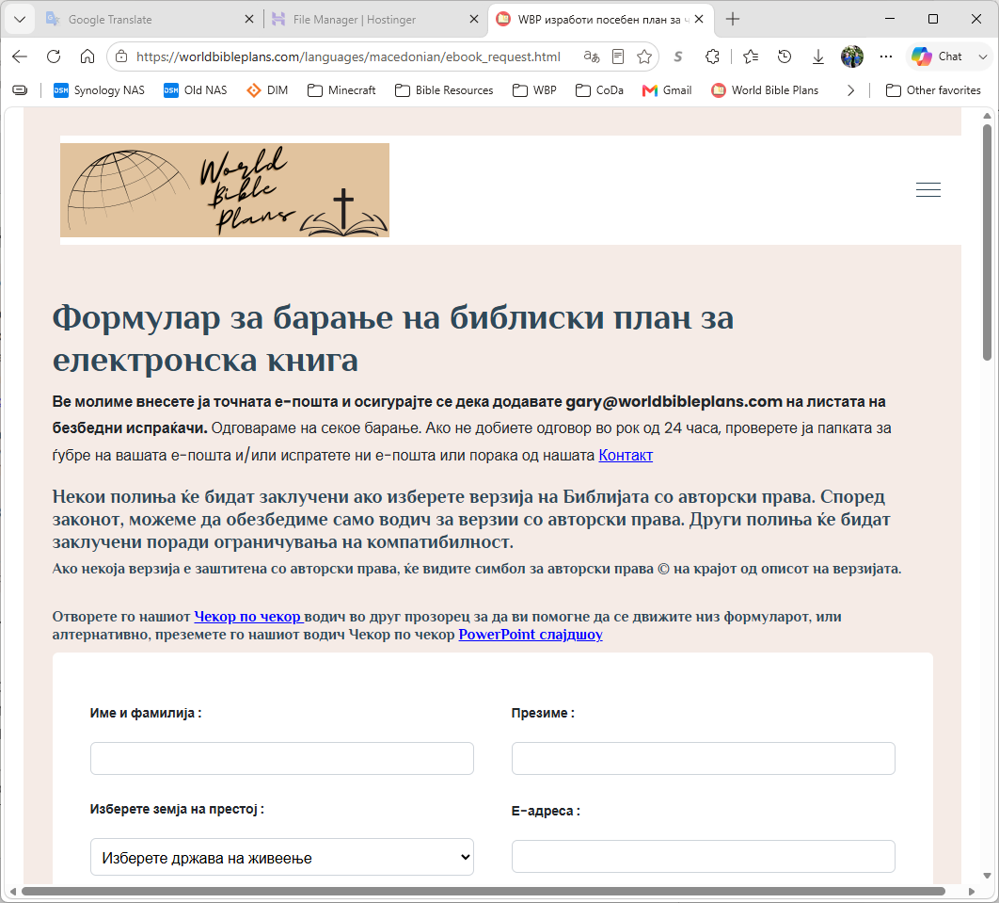 Google Translate
File Manager | Hostinger
WBP изработи посебен план за ч
https://worldbibleplans.com/languages/macedonian/ebook_request.html
Chat
Synology NAS
Old NAS
DIM
Minecraft
Bible Resources
WBP
CoDa
Gmail
World Bible Plans
Other favorites
World
Bible
Plans
Формулар за барање на библиски план за
електронска книга
Ве молиме внесете ја точната е-пошта и осигурајте се дека додавате gary@worldbibleplans.com на листата на
безбедни испраќачи. Одговараме на секое барање. Ако не добиете одговор во рок од 24 часа, проверете ја папката за
ѓубре на вашата е-пошта и/или испратете ни е-пошта или порака од нашата Контакт
Некои полиња ќе бидат заклучени ако изберете верзија на Библијата со авторски права. Според
законот, можеме да обезбедиме само водич за верзии со авторски права. Други полиња ќе бидат
заклучени поради ограничувања на компатибилност.
Ако некоја верзија е заштитена со авторски права, ќе видите симбол за авторски права © на крајот од описот на верзијата.
Отворете го нашиот Чекор по чекор водич во друг прозорец за да ви помогне да се движите низ формуларот, или
алтернативно, преземете го нашиот водич Чекор по чекор PowerPoint слајдшоу
Име и фамилија :
Презиме :
Изберете земја на престој :
Е-адреса :
Изберете држава на живеење